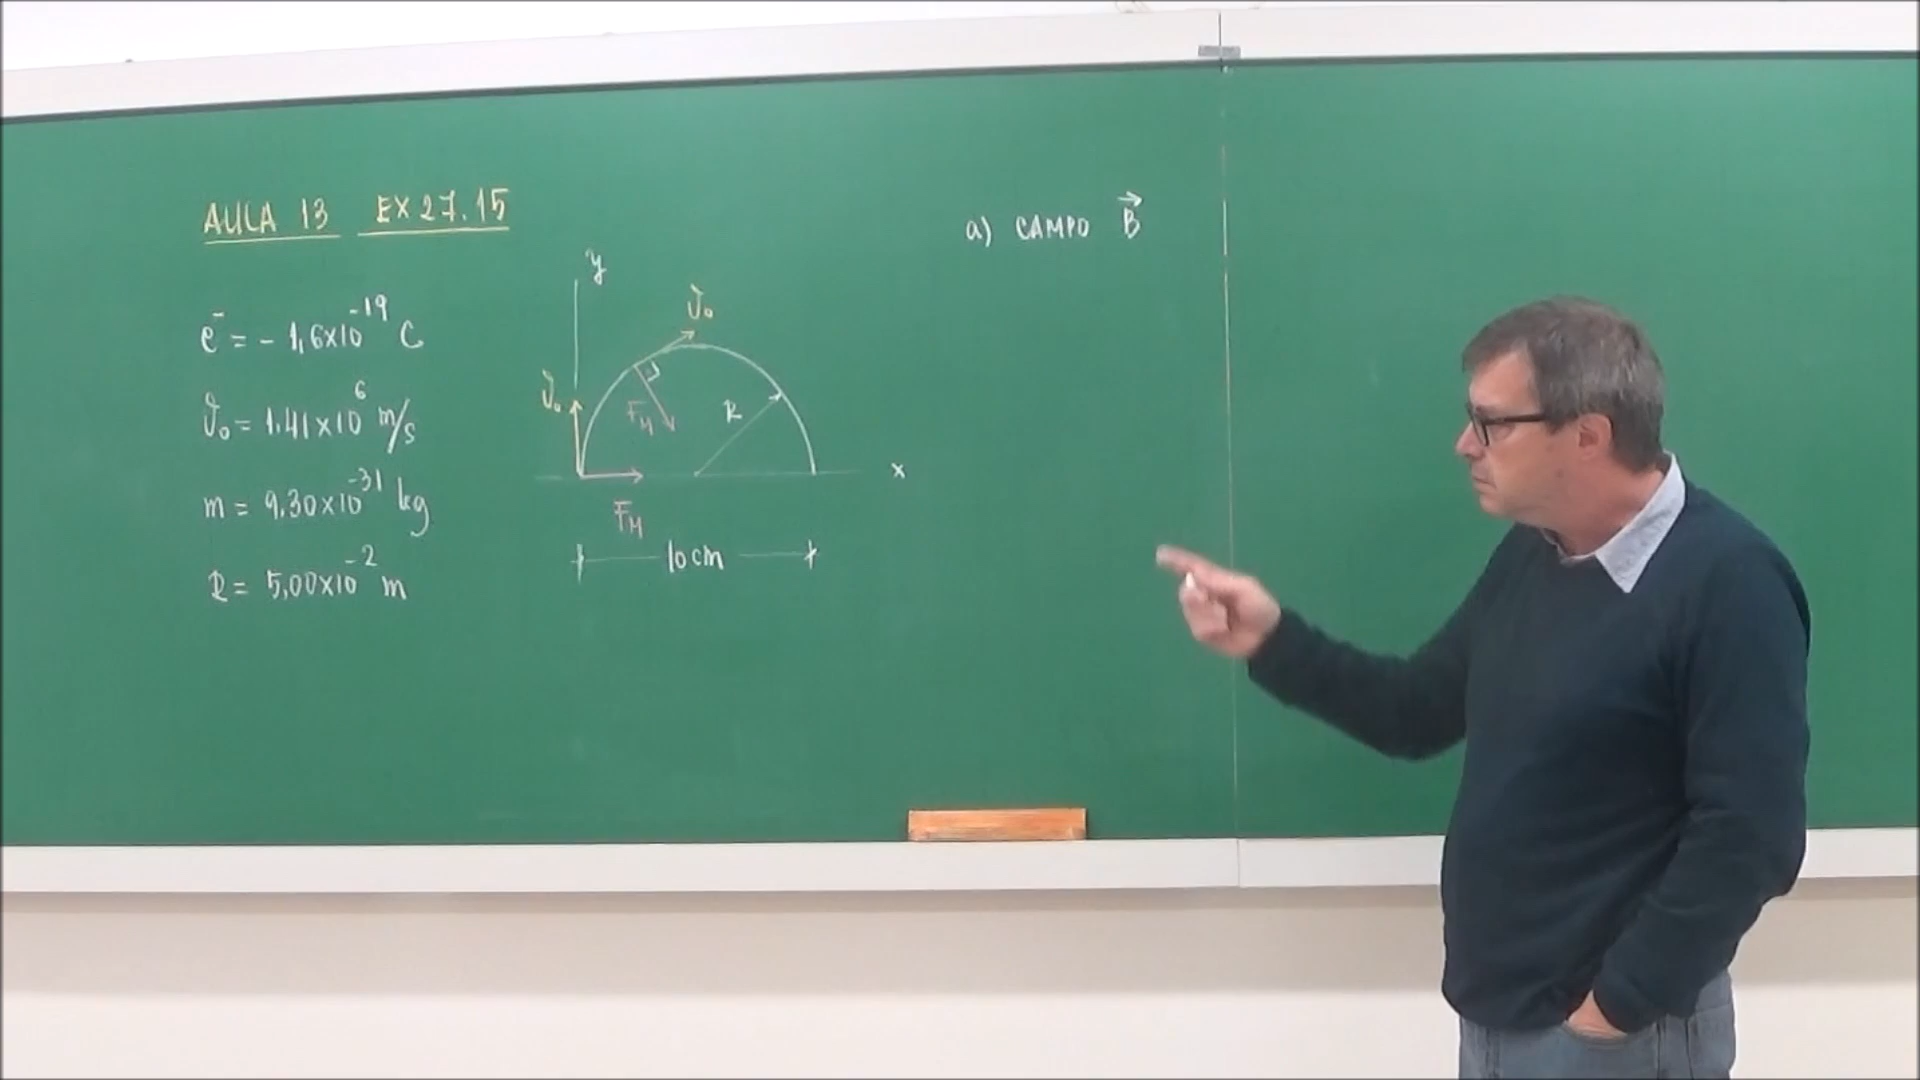 AULA 13 EX 27.15
e⁻ = - 1,6x10⁻¹⁹ C
v₀ = 1.41x10⁶ m/s
m = 9.30x10⁻³¹ kg
R = 5,00x10⁻² m
y
v₀
v₀
F_M
R
x
F_M
10 cm
a) CAMPO B⃗